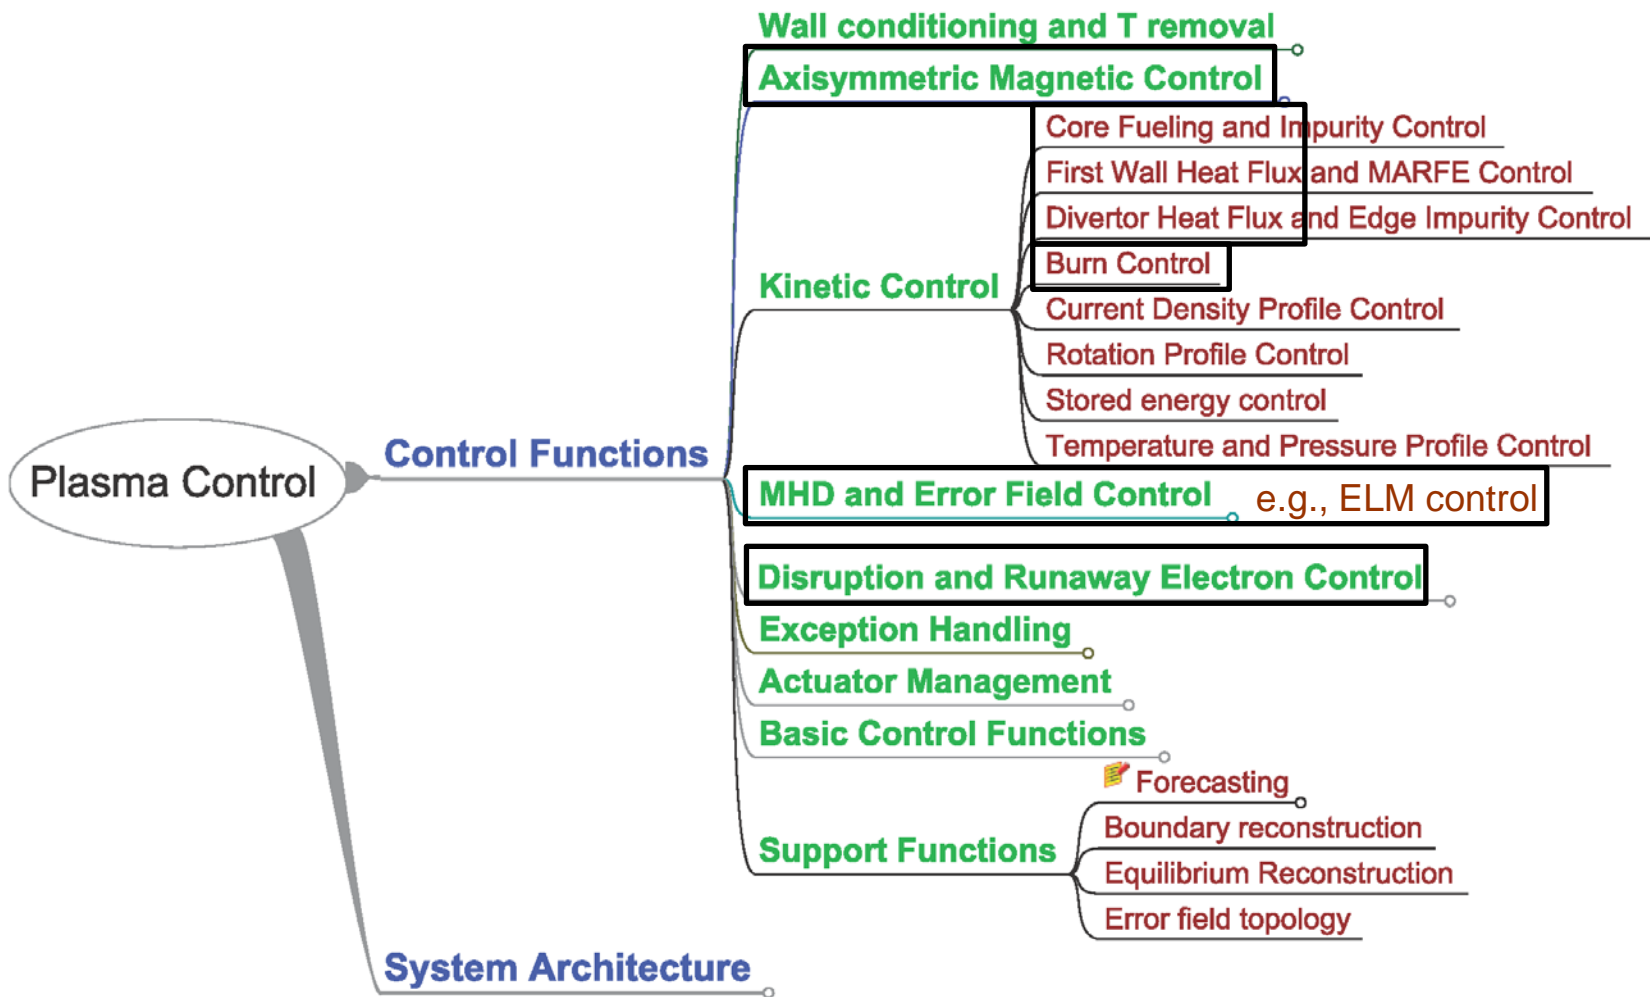 Wall conditioning and T removal
Axisymmetric Magnetic Control
Core Fueling and Impurity Control
First Wall Heat Flux and MARFE Control
Divertor Heat Flux and Edge Impurity Control
Burn Control
Kinetic Control
Current Density Profile Control
Rotation Profile Control
Stored energy control
Temperature and Pressure Profile Control
Control Functions
Plasma Control
MHD and Error Field Control e.g., ELM control
Disruption and Runaway Electron Control
Exception Handling
Actuator Management
Basic Control Functions
Forecasting
Boundary reconstruction
Support Functions
Equilibrium Reconstruction
Error field topology
System Architecture